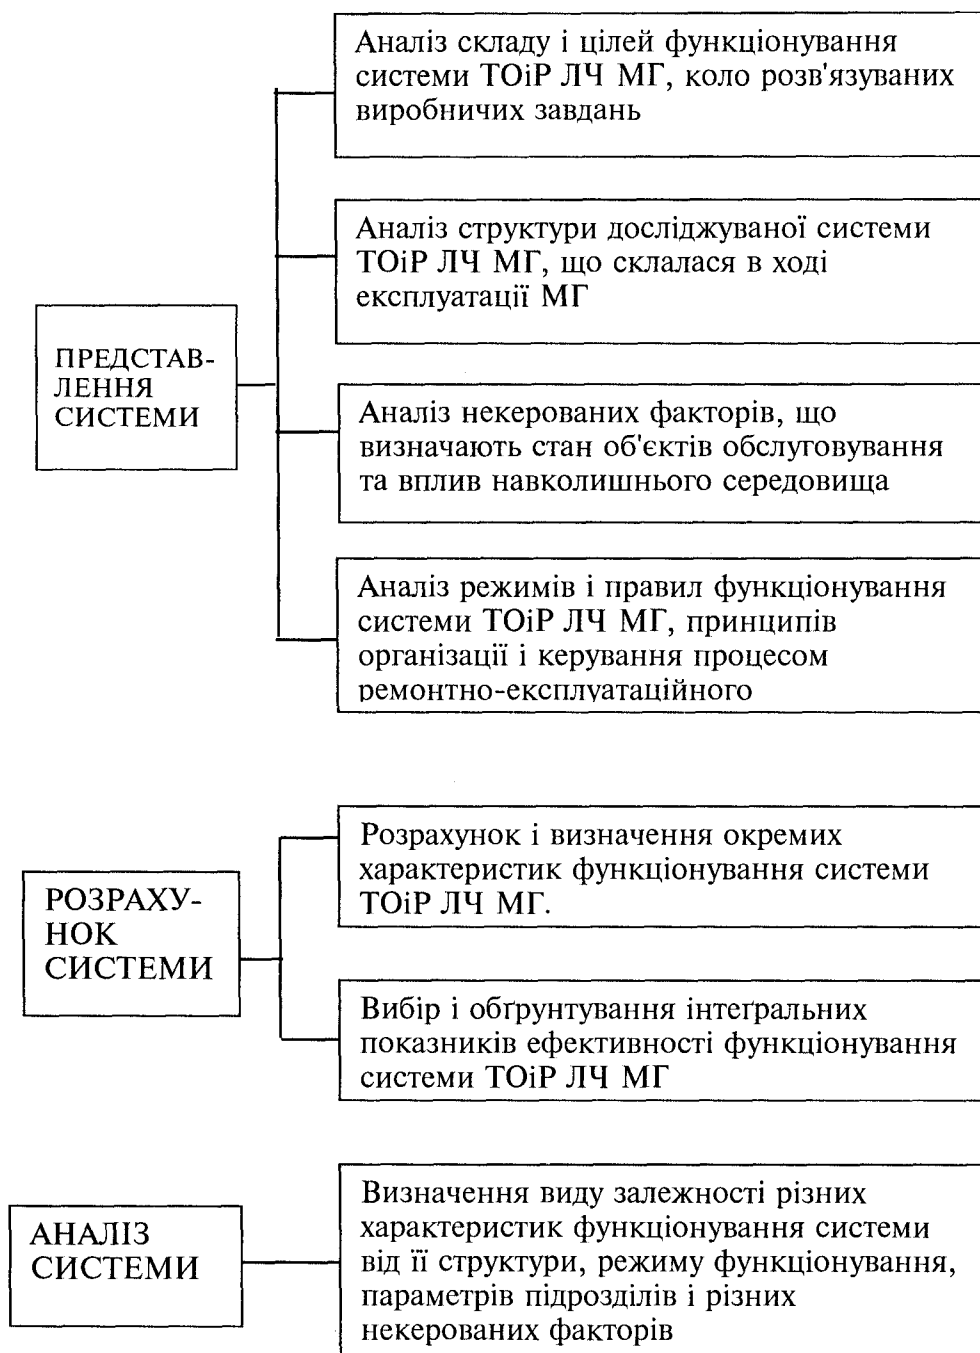 Аналіз складу і цілей функціонування
системи ТОіР ЛЧ МГ, коло розв'язуваних
виробничих завдань
Аналіз структури досліджуваної системи
ТОіР ЛЧ МГ, що склалася в ході
експлуатації МГ
ПРЕДСТАВ-
ЛЕННЯ
СИСТЕМИ
Аналіз некерованих факторів, що
визначають стан об'єктів обслуговування
та вплив навколишнього середовища
Аналіз режимів і правил функціонування
системи ТОіР ЛЧ МГ, принципів
організації і керування процесом
ремонтно-експлуатаційного
РОЗРАХУ-
НОК
СИСТЕМИ
Розрахунок і визначення окремих
характеристик функціонування системи
ТОіР ЛЧ МГ.
Вибір і обґрунтування інтеґральних
показників ефективності функціонування
системи ТОіР ЛЧ МГ
АНАЛІЗ
СИСТЕМИ
Визначення виду залежності різних
характеристик функціонування системи
від її структури, режиму функціонування,
параметрів підрозділів і різних
некерованих факторів